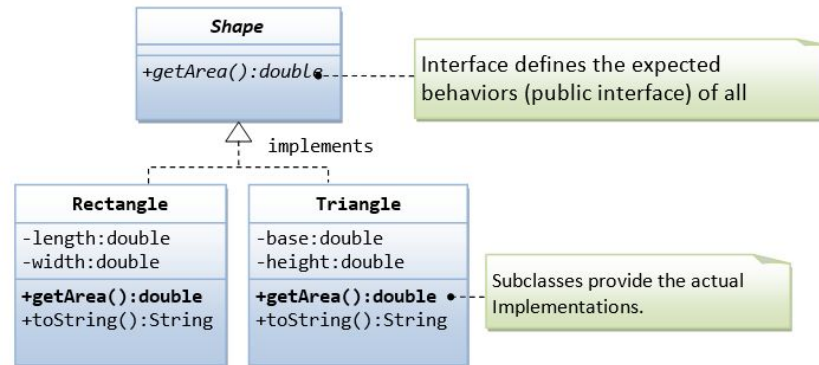 Shape
+getArea():double
Interface defines the expected
behaviors (public interface) of all
implements
Rectangle
-length:double
-width:double
+getArea():double
+toString():String
Triangle
-base:double
-height:double
+getArea():double
+toString():String
Subclasses provide the actual
Implementations.